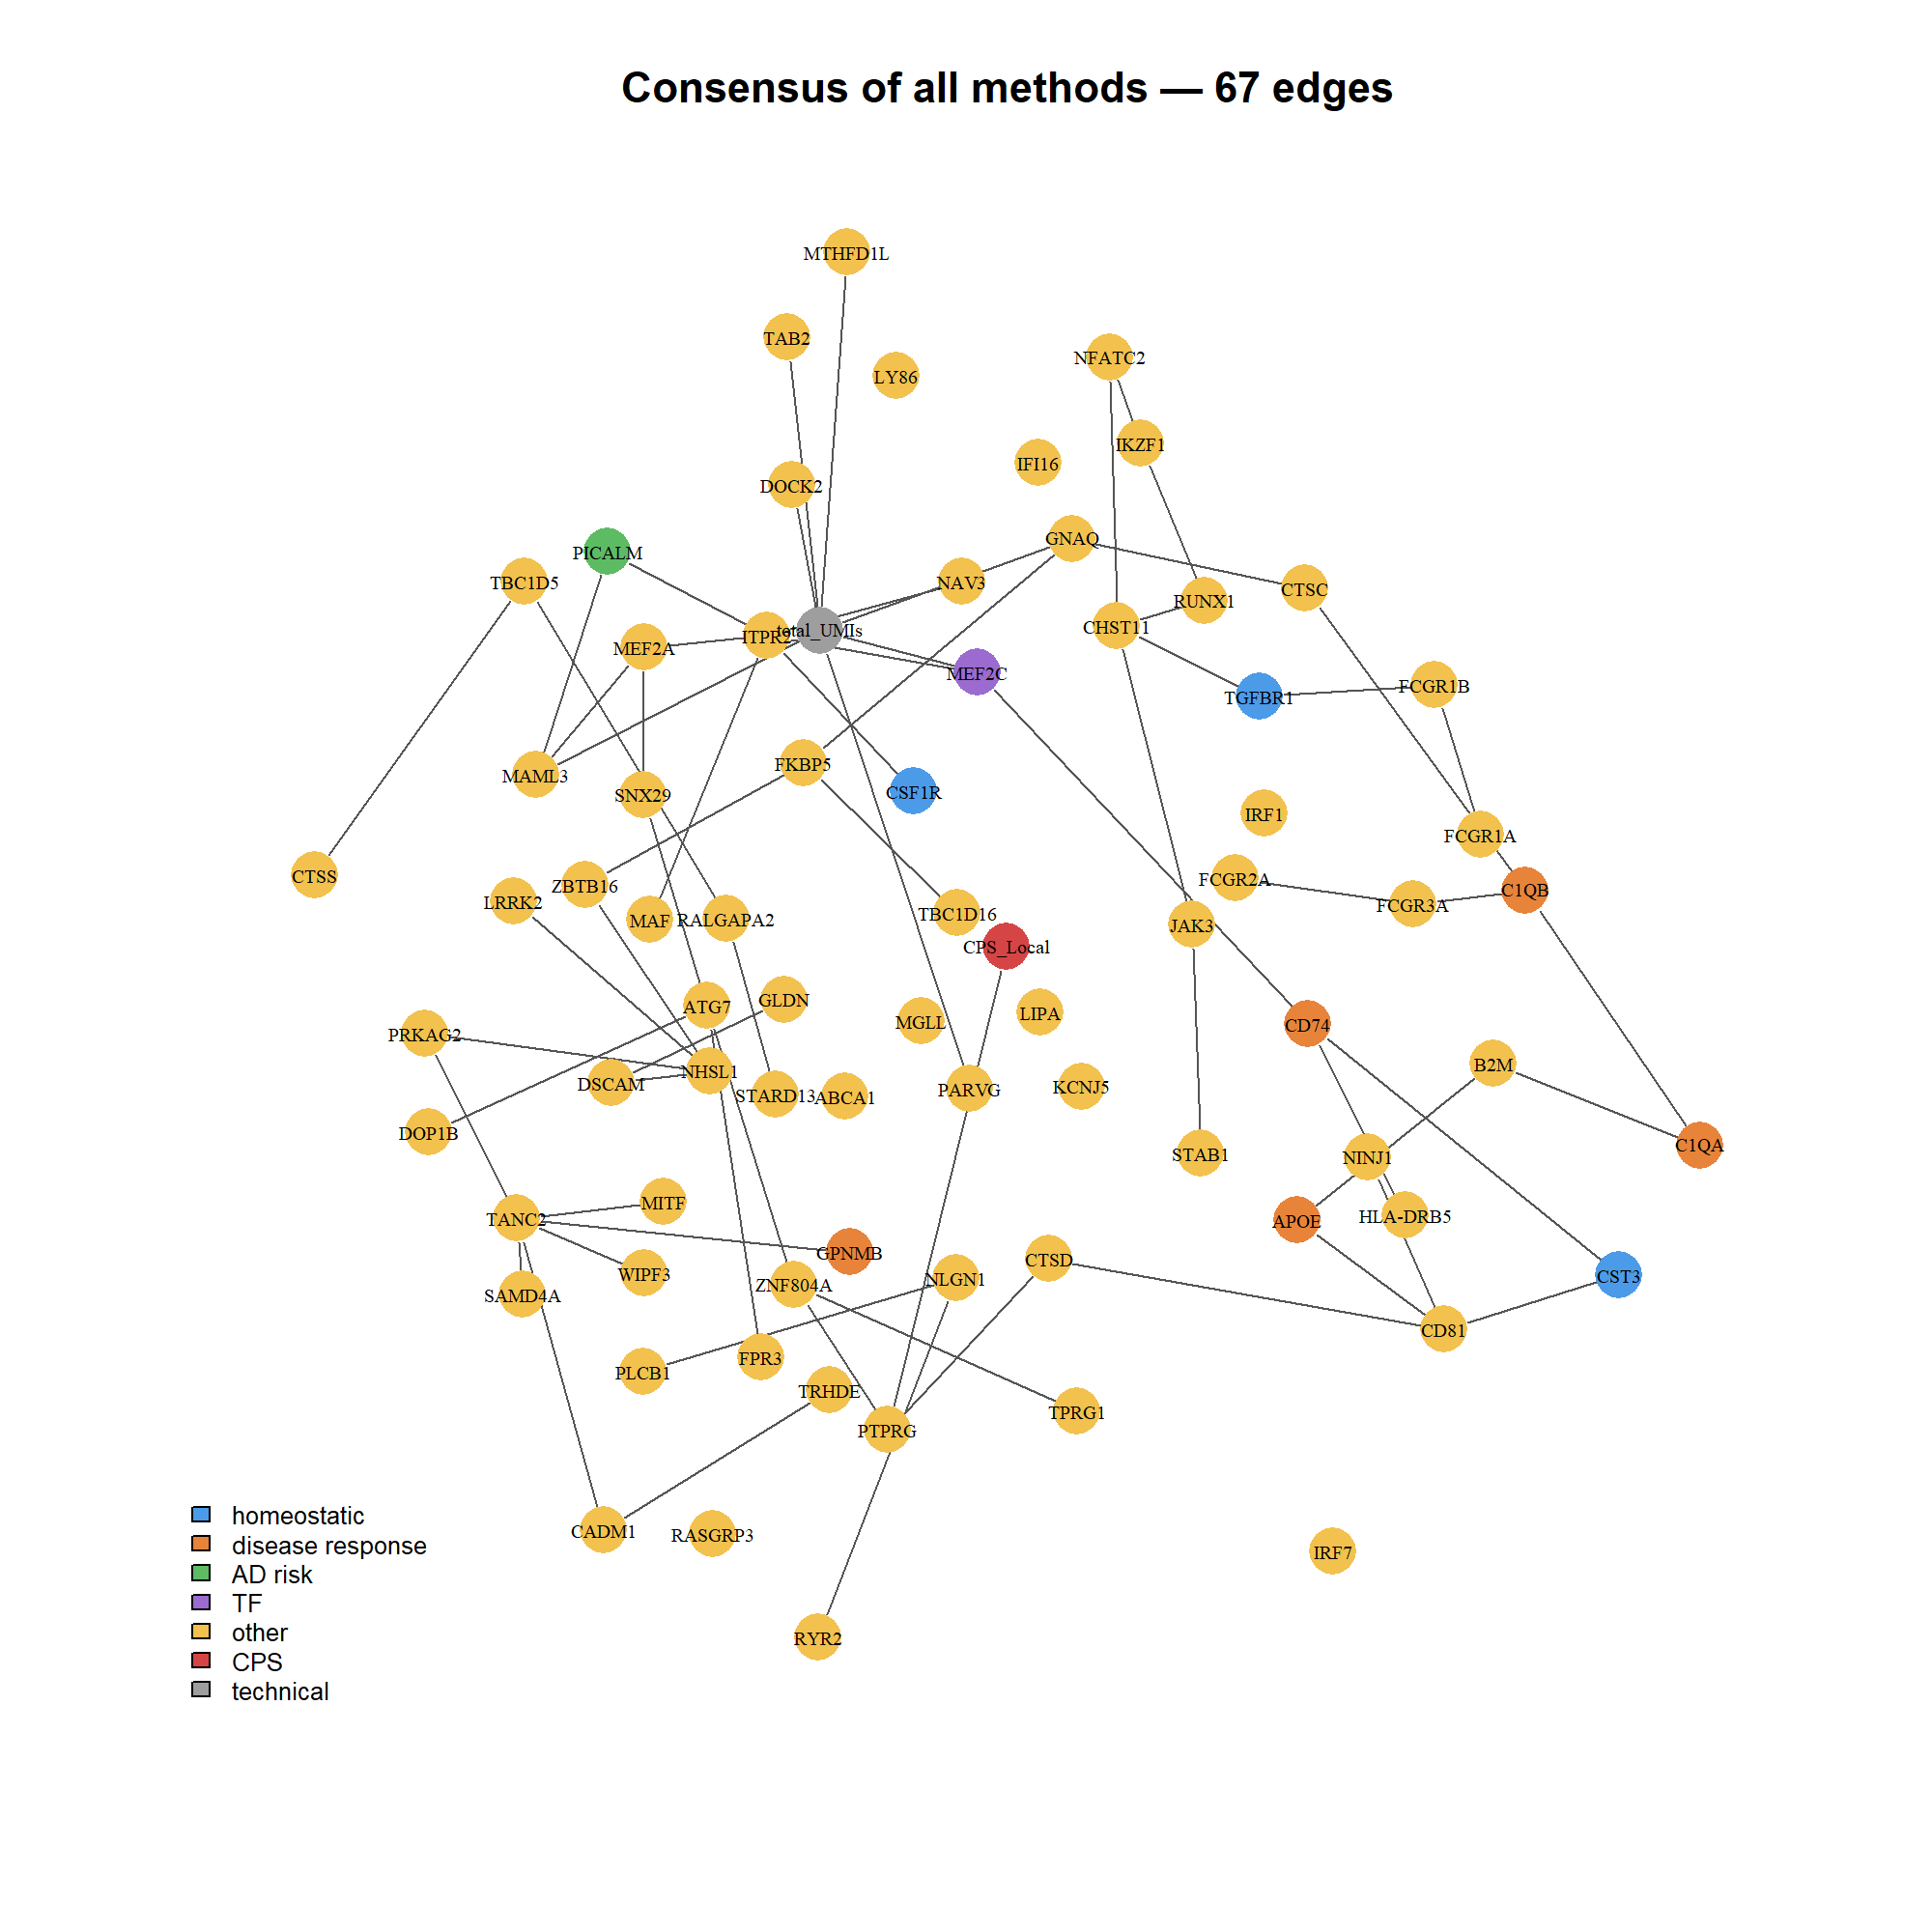 Consensus of all methods — 67 edges
MTHFD1L
TAB2
LY86
NFATC2
IKZF1
IFI16
DOCK2
GNAQ
PICALM
TBC1D5
NAV3
CTSC
RUNX1
CHST11
total_UMIs
ITPR2
MEF2A
MEF2C
TGFBR1
FCGR1B
FKBP5
MAML3
SNX29
CSF1R
IRF1
FCGR1A
CTSS
ZBTB16
LRRK2
MAF
RALGAPA2
TBC1D16
CPS_Local
FCGR2A
FCGR3A
C1QB
JAK3
GLDN
ATG7
MGLL
LIPA
CD74
PRKAG2
B2M
NHSL1
DSCAM
STARD13
ABCA1
PARVG
KCNJ5
DOP1B
STAB1
NINJ1
C1QA
MITF
TANC2
APOE
HLA-DRB5
GPNMB
CTSD
WIPF3
ZNF804A
NLGN1
CST3
SAMD4A
CD81
FPR3
PLCB1
TRHDE
TPRG1
PTPRG
CADM1
RASGRP3
IRF7
RYR2
homeostatic
disease response
AD risk
TF
other
CPS
technical